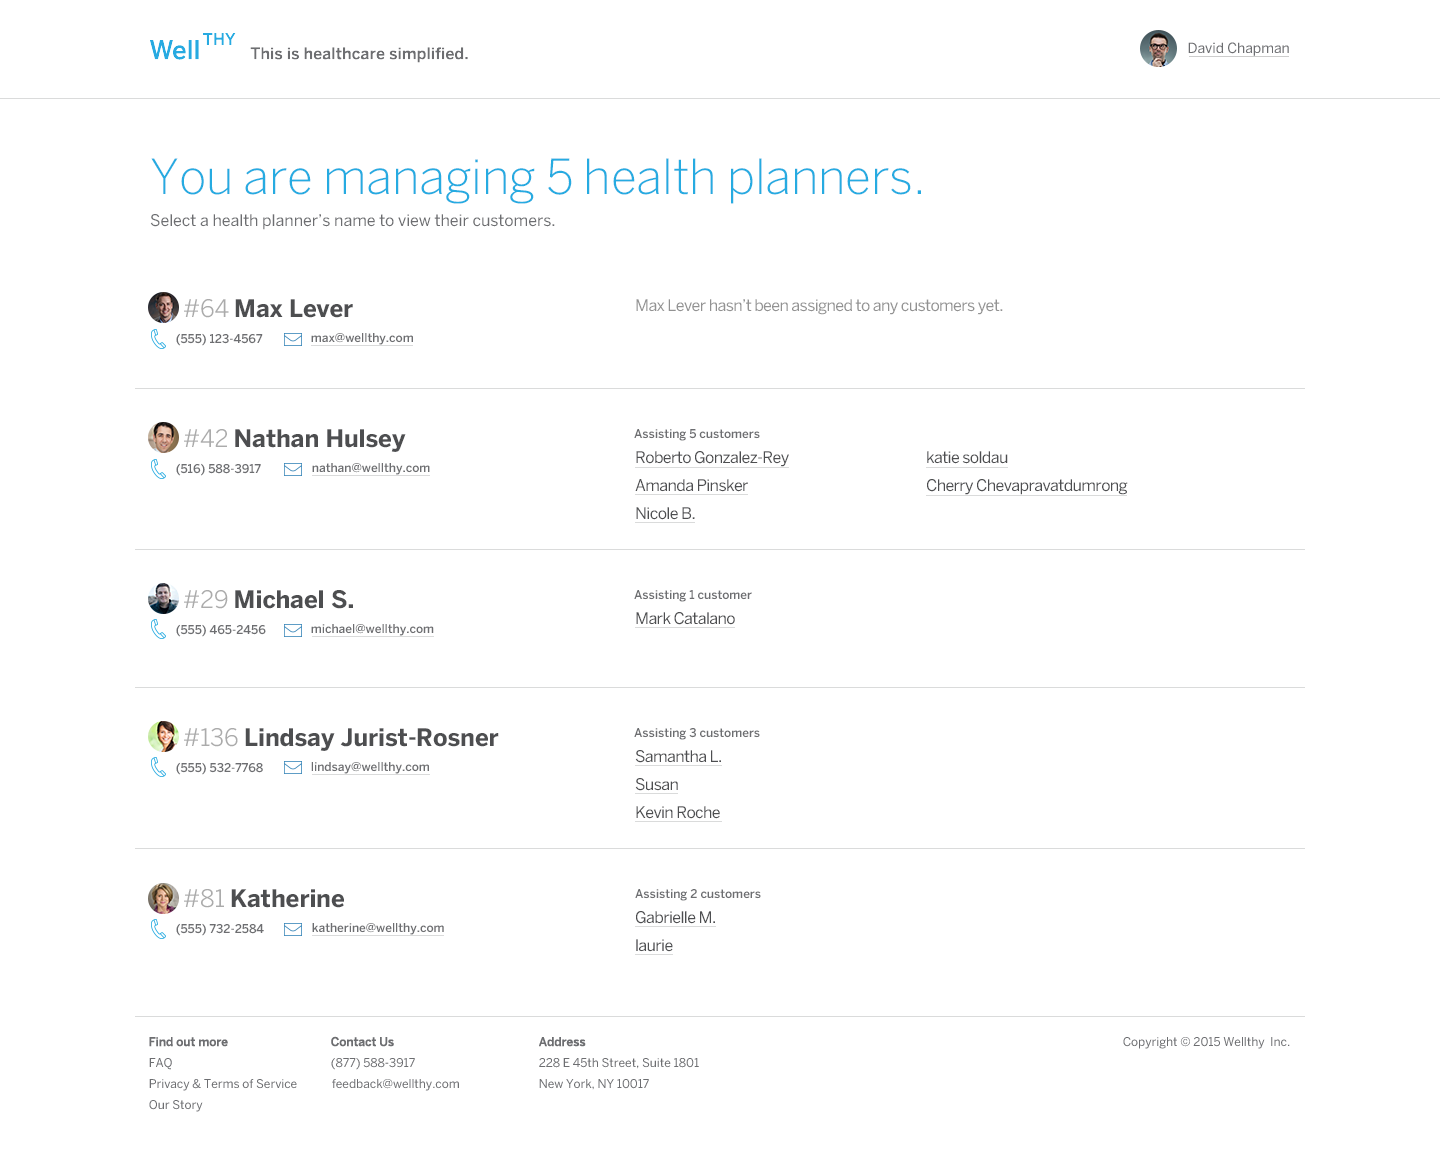 WellTHY This is healthcare simplified.
David Chapman
You are managing 5 health planners.
Select a health planner's name to view their customers.
#64 Max Lever
(555) 123-4567 max@wellthy.com
Max Lever hasn't been assigned to any customers yet.
#42 Nathan Hulsey
(516) 588-3917 nathan@wellthy.com
Assisting 5 customers
Roberto Gonzalez-Rey
Amanda Pinsker
Nicole B.
katie soldau
Cherry Chevapravatdumrong
#29 Michael S.
(555) 465-2456 michael@wellthy.com
Assisting 1 customer
Mark Catalano
#136 Lindsay Jurist-Rosner
(555) 532-7768 lindsay@wellthy.com
Assisting 3 customers
Samantha L.
Susan
Kevin Roche
#81 Katherine
(555) 732-2584 katherine@wellthy.com
Assisting 2 customers
Gabrielle M.
laurie
Find out more
FAQ
Privacy & Terms of Service
Our Story
Contact Us
(877) 588-3917
feedback@wellthy.com
Address
228 E 45th Street, Suite 1801
New York, NY 10017
Copyright © 2015 Wellthy Inc.